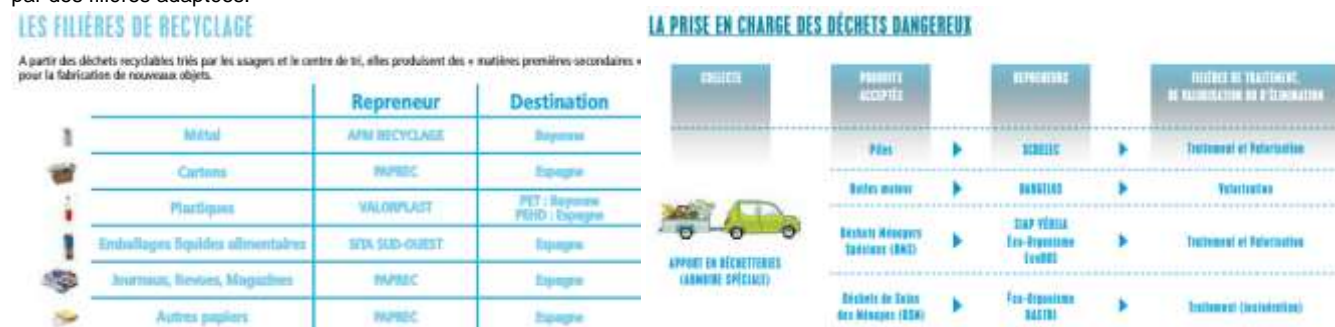 par des filières adaptées.
LES FILIÈRES DE RECYCLAGE
A partir des déchets recyclables triés par les usagers et le centre de tri, elles produisent des « matières premières secondaires »
pour la fabrication de nouveaux objets.
Repreneur Destination
Métal AFM RECYCLAGE Bayonne
Cartons PAPREC Espagne
Plastiques VALORPLAST PET : Bayonne
PEHD : Espagne
Emballages liquides alimentaires SITA SUD-OUEST Espagne
Journaux, Revues, Magazines PAPREC Espagne
Autres papiers PAPREC Espagne
LA PRISE EN CHARGE DES DÉCHETS DANGEREUX
COLLECTE
PRODUITS
ACCEPTÉS
REPRENEURS
FILIÈRES DE TRAITEMENT,
DE VALORISATION OU D'ÉLIMINATION
APPORT EN DÉCHETTERIES
(ARMOIRE SPÉCIALE)
Piles SCRELEC Traitement et Valorisation
Huiles moteur Valorisation
Déchets Ménagers
Spéciaux (DMS)
SIAP
Eco-Organisme
EcoDDS
Traitement et Valorisation
Déchets de Soins
des Ménages (DSM)
Eco-Organisme
DASTRI
Traitement (incinération)